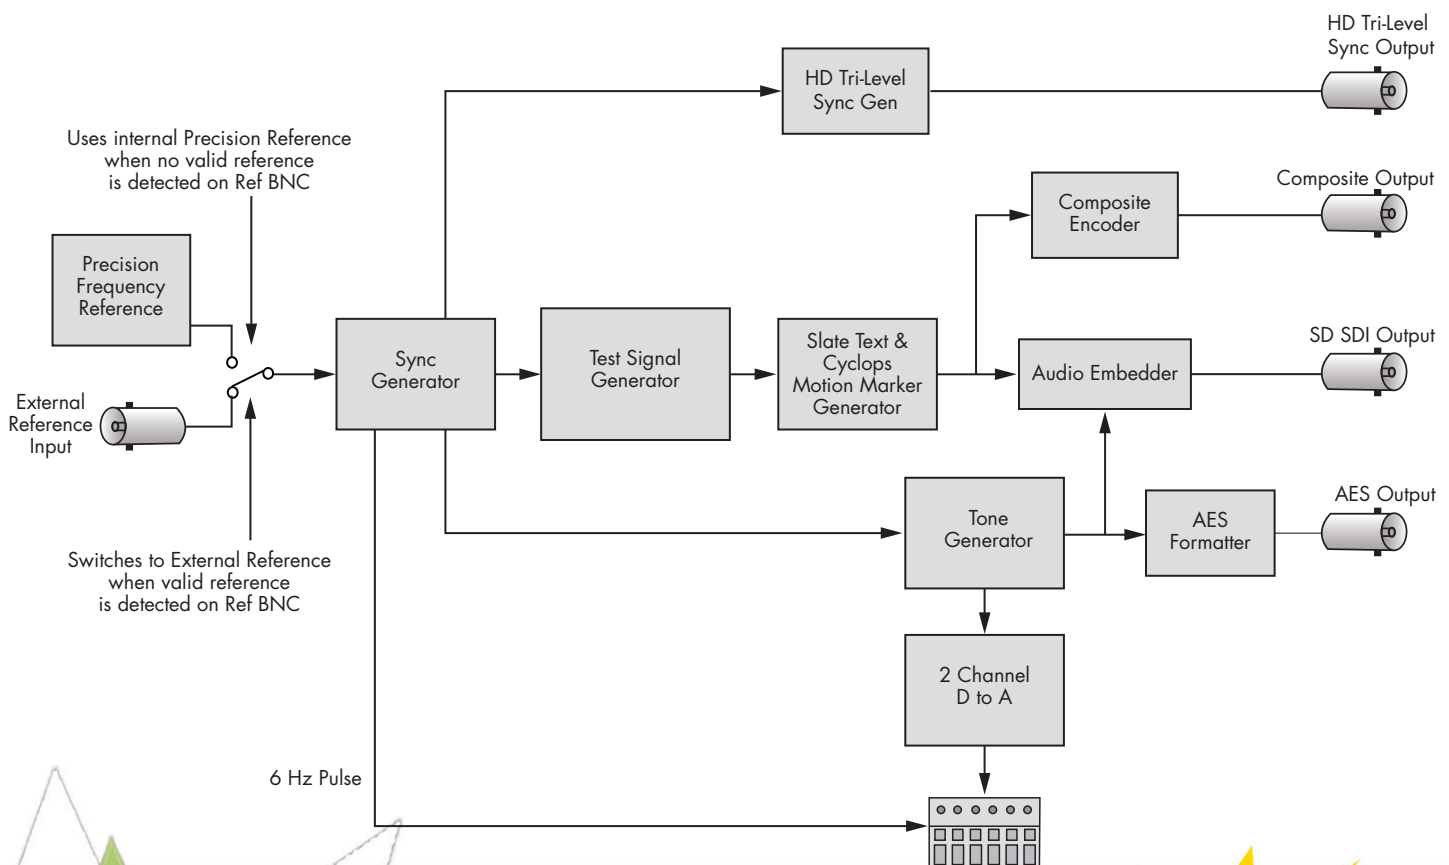 HD Tri-Level
Sync Output
HD Tri-Level
Sync Gen
Uses internal Precision Reference
when no valid reference
is detected on Ref BNC
Composite Output
Composite
Encoder
Precision
Frequency
Reference
Sync
Generator
Test Signal
Generator
Slate Text &
Cyclops
Motion Marker
Generator
SD SDI Output
Audio Embedder
External
Reference
Input
AES Output
Tone
Generator
AES
Formatter
Switches to External Reference
when valid reference
is detected on Ref BNC
2 Channel
D to A
6 Hz Pulse